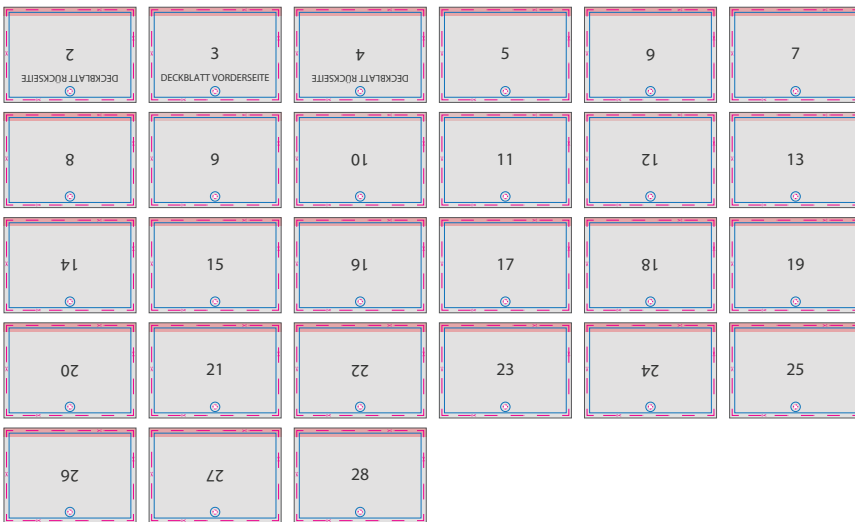 2 3 4 5 6 7
DECKBLATT RÜCKSEITE DECKBLATT VORDERSEITE DECKBLATT RÜCKSEITE
8 9 10 11 12 13
14 15 16 17 18 19
20 21 22 23 24 25
26 27 28